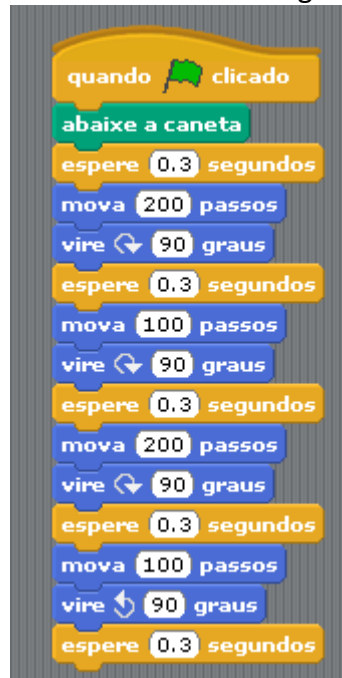 quando clicado
abaixe a caneta
espere 0.3 segundos
mova 200 passos
vire 90 graus
espere 0.3 segundos
mova 100 passos
vire 90 graus
espere 0.3 segundos
mova 200 passos
vire 90 graus
espere 0.3 segundos
mova 100 passos
vire 90 graus
espere 0.3 segundos